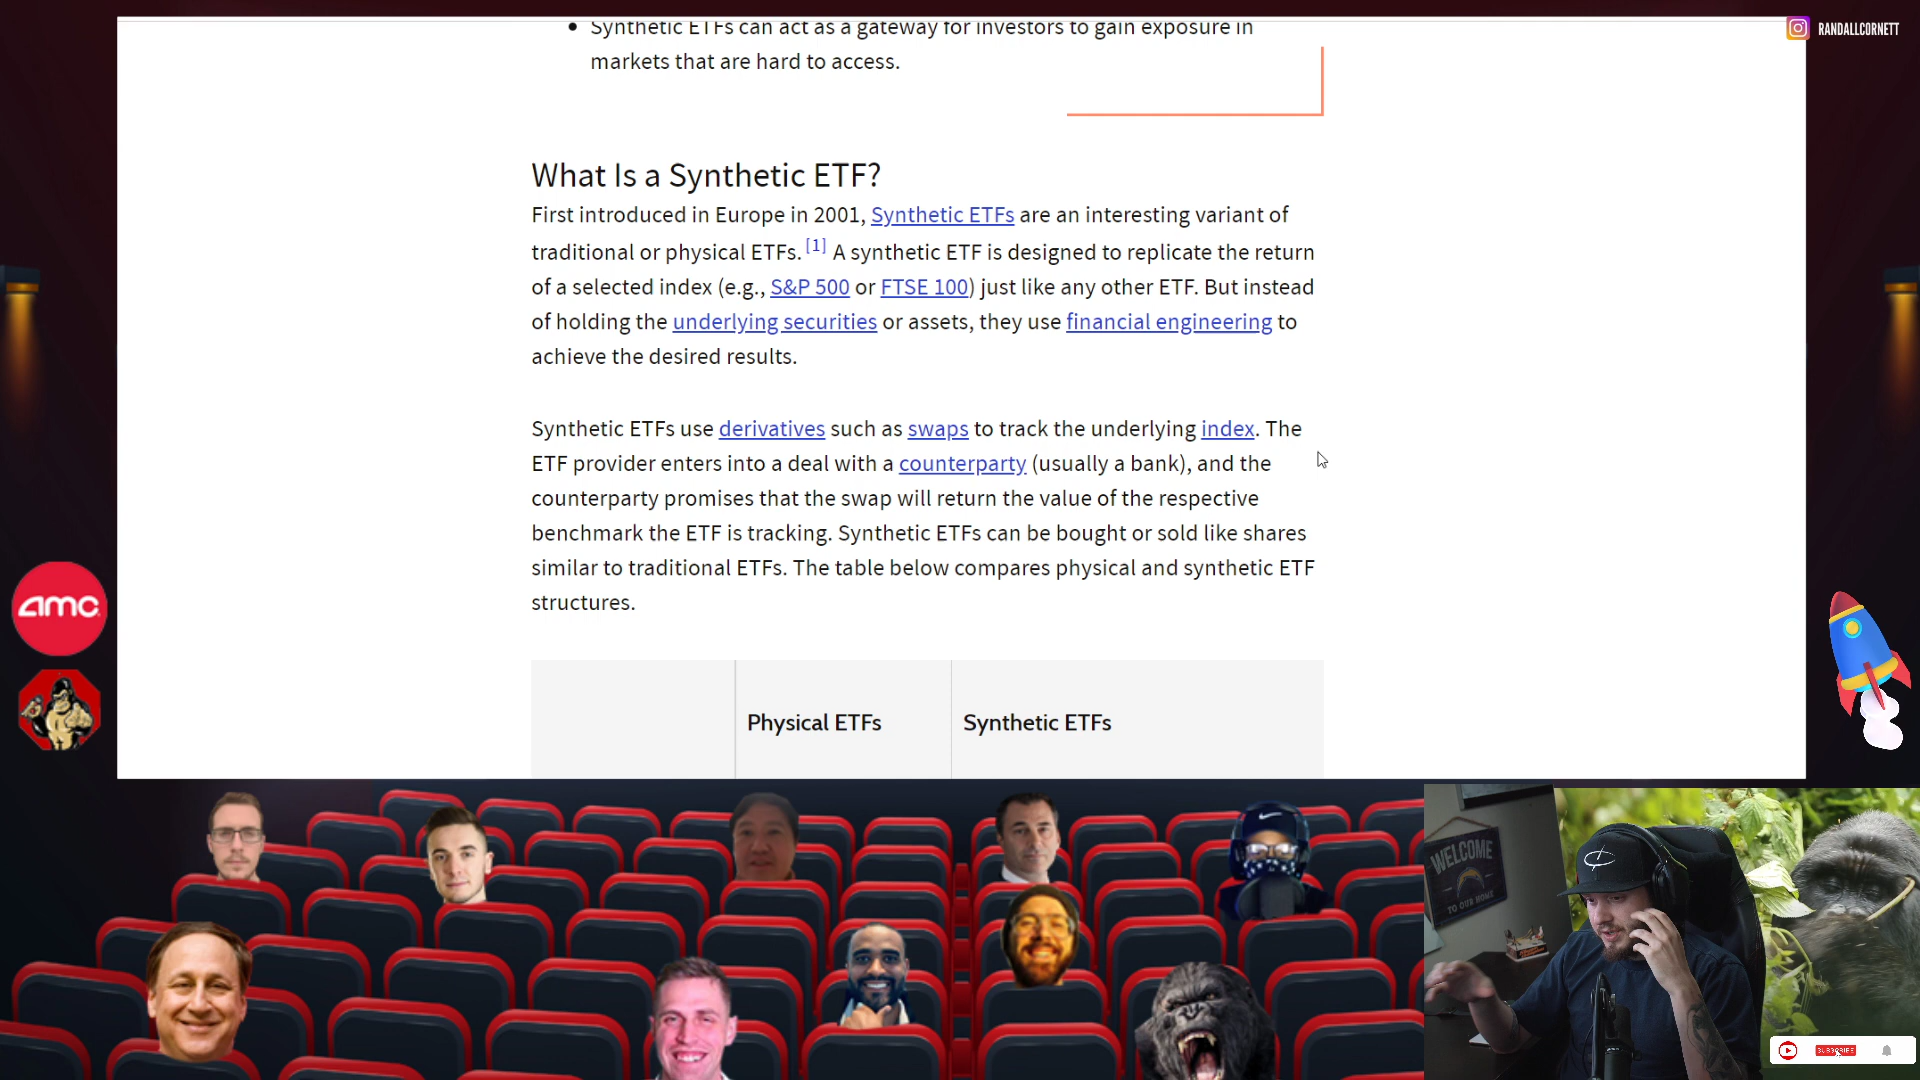 RANDALLCORNETT
• Synthetic ETFs can act as a gateway for investors to gain exposure in
markets that are hard to access.
What Is a Synthetic ETF?
First introduced in Europe in 2001, Synthetic ETFs are an interesting variant of
traditional or physical ETFs. [1] A synthetic ETF is designed to replicate the return
of a selected index (e.g., S&P 500 or FTSE 100) just like any other ETF. But instead
of holding the underlying securities or assets, they use financial engineering to
achieve the desired results.
Synthetic ETFs use derivatives such as swaps to track the underlying index. The
ETF provider enters into a deal with a counterparty (usually a bank), and the
counterparty promises that the swap will return the value of the respective
benchmark the ETF is tracking. Synthetic ETFs can be bought or sold like shares
similar to traditional ETFs. The table below compares physical and synthetic ETF
structures.
Physical ETFs
Synthetic ETFs
amc
WELCOME
TO OUR HOME
SUBSCRIBE